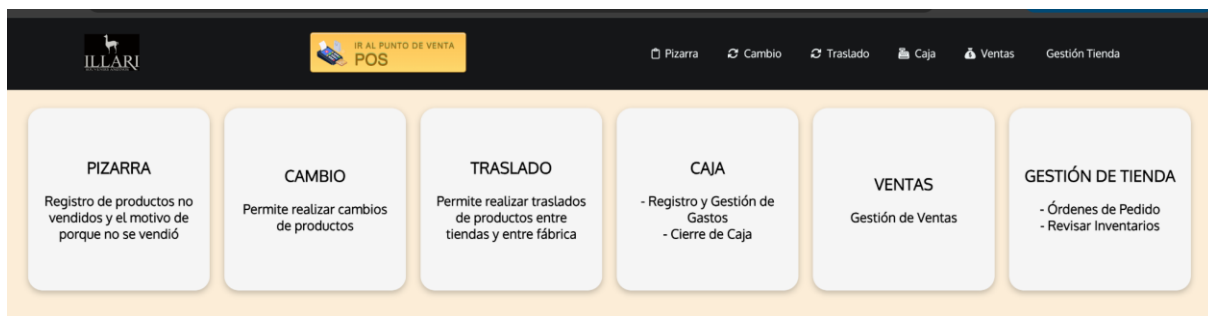 ILLARI
IR AL PUNTO DE VENTA
POS
Pizarra
Cambio
Traslado
Caja
Ventas
Gestión Tienda
PIZARRA
Registro de productos no
vendidos y el motivo de
porque no se vendió
CAMBIO
Permite realizar cambios
de productos
TRASLADO
Permite realizar traslados
de productos entre
tiendas y entre fábrica
CAJA
- Registro y Gestión de
Gastos
- Cierre de Caja
VENTAS
Gestión de Ventas
GESTIÓN DE TIENDA
- Órdenes de Pedido
- Revisar Inventarios